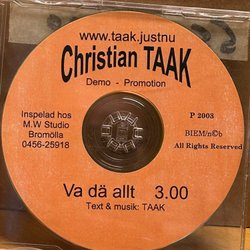 www.taak.justnu
Christian TAAK
Demo - Promotion
Inspelad hos
M.W Studio
Bromölla
0456-25918
P 2003
BIEM/n©b
All Rights Reserved
Va dä allt 3.00
Text & musik: TAAK